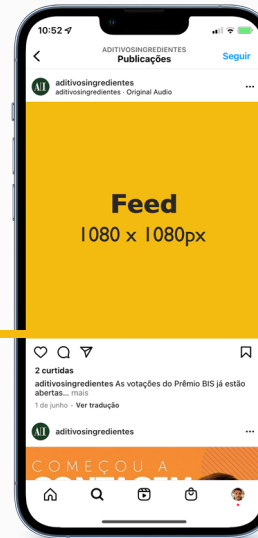 10:52
ADITIVOSINGREDIENTES
Publicações
Seguir
AI
aditivosingredientes
aditivosingredientes · Original Audio
Feed
1080 x 1080px
2 curtidas
aditivosingredientes As votações do Prêmio BIS já estão
abertas... mais
1 de junho · Ver tradução
AI
aditivosingredientes
COMEÇOU A
CONTAGEM